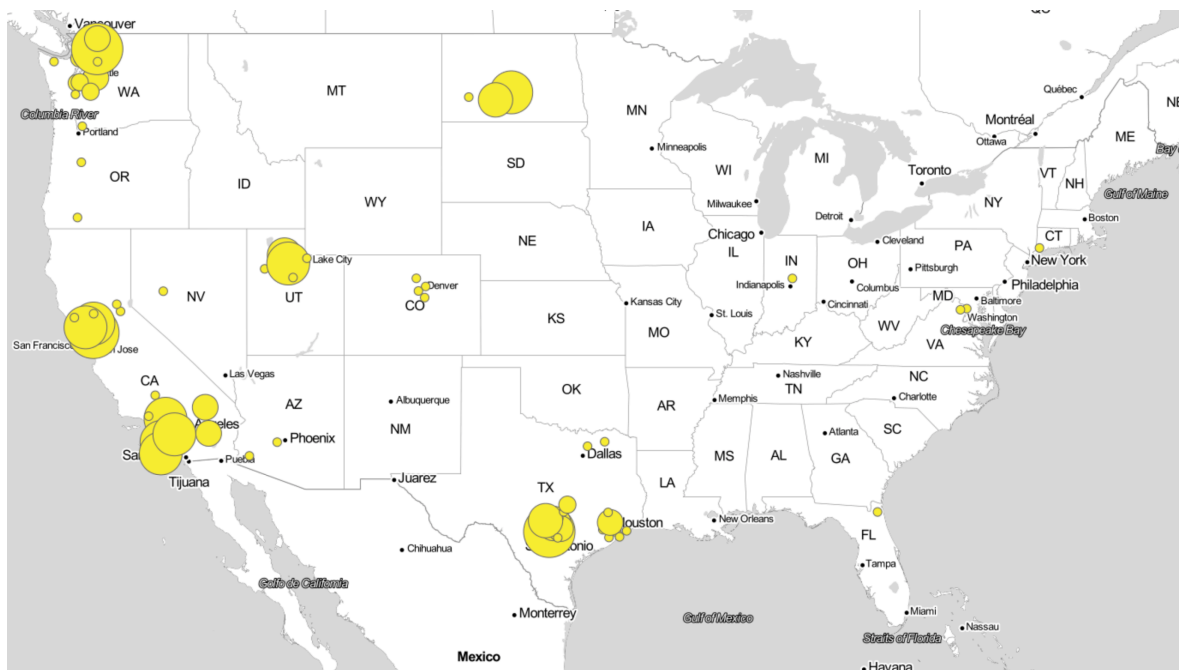 QC
Vancouver
Québec
NE
WA
MT
ND
MN
Montréal
Ottawa
ME
Columbia River
Portland
Minneapolis
OR
ID
SD
WI
MI
Toronto
VT
NH
Bay
Gulf of Maine
WY
IA
Milwaukee
Detroit
NY
Boston
Chicago
CT
NE
IL
Cleveland
PA
New York
Lake City
IN
OH
Pittsburgh
Philadelphia
NV
UT
Denver
CO
Indianapolis
Columbus
MD
Baltimore
Kansas City
Cincinnati
Washington
KS
MO
St. Louis
WV
Chesapeake Bay
San Francisco
Jose
KY
VA
CA
Las Vegas
Nashville
TN
NC
OK
AZ
Albuquerque
AR
Memphis
Charlotte
NM
SC
Phoenix
Atlanta
Dallas
MS
AL
GA
Tijuana
Juarez
TX
LA
New Orleans
Houston
FL
Chihuahua
Tampa
Golfo de California
Monterrey
Gulf of Mexico
Miami
Straits of Florida
Nassau
Mexico
Havana